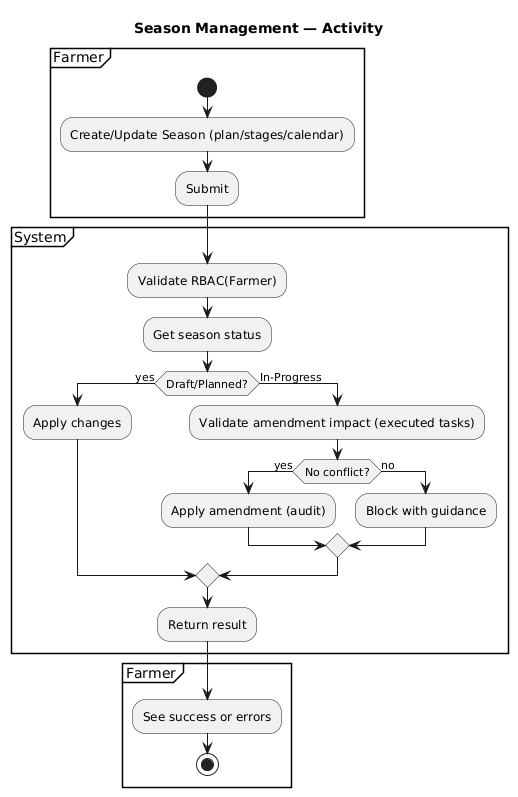 Season Management — Activity
Farmer
Create/Update Season (plan/stages/calendar)
Submit
System
Validate RBAC(Farmer)
Get season status
yes
Draft/Planned?
In-Progress
Apply changes
Validate amendment impact (executed tasks)
yes
No conflict?
no
Apply amendment (audit)
Block with guidance
Return result
Farmer
See success or errors